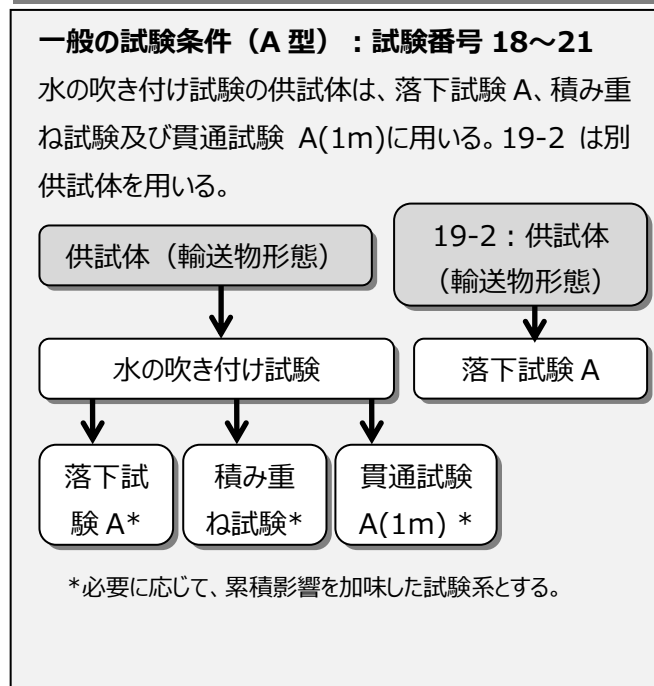 一般の試験条件（A 型）：試験番号 18～21
水の吹き付け試験の供試体は、落下試験 A、積み重
ね試験及び貫通試験 A(1m)に用いる。19-2 は別
供試体を用いる。
供試体（輸送物形態）
19-2：供試体
（輸送物形態）
水の吹き付け試験
落下試験 A
落下試
験 A*
積み重
ね試験*
貫通試験
A(1m) *
*必要に応じて、累積影響を加味した試験系とする。